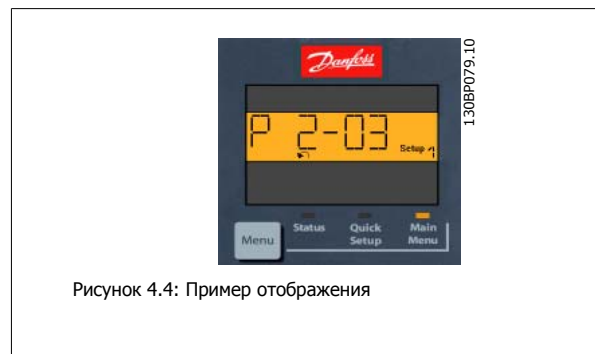 Danfoss
130BP079.10
P 2-03 Setup 1
Status Quick Setup Main Menu
Menu
Рисунок 4.4: Пример отображения